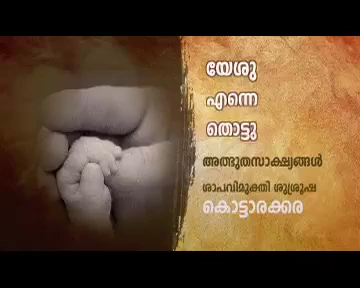 യേശു
എന്നെ
തൊട്ടു
അത്ഭുതസാക്ഷ്യങ്ങൾ
ശാപവിമുക്തി ശുശ്രൂഷ
കൊട്ടാരക്കര